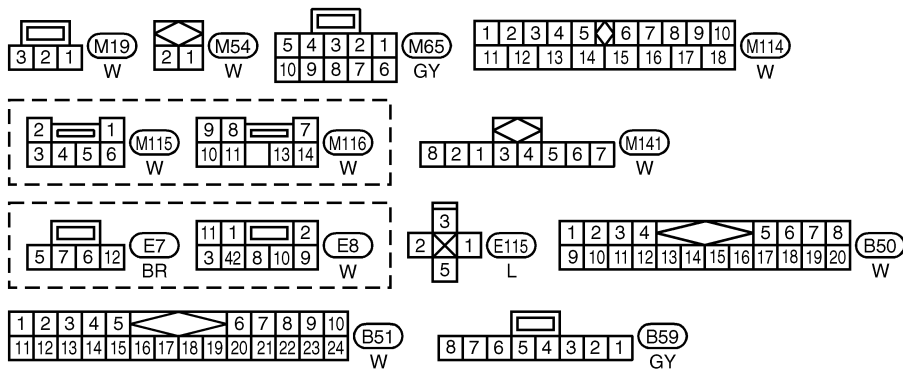 3 2 1 M19 W
2 1 M54 W
5 4 3 2 1 M65
10 9 8 7 6 GY
1 2 3 4 5 6 7 8 9 10 M114
11 12 13 14 15 16 17 18 W
2 1 M115
3 4 5 6 W
9 8 7 M116
10 11 13 14 W
8 2 1 3 4 5 6 7 M141 W
5 7 6 12 E7 BR
11 1 2 E8
3 42 8 10 9 W
3
2 1 E115
5 L
1 2 3 4 5 6 7 8 B50
9 10 11 12 13 14 15 16 17 18 19 20 W
1 2 3 4 5 6 7 8 9 10 B51
11 12 13 14 15 16 17 18 19 20 21 22 23 24 W
8 7 6 5 4 3 2 1 B59 GY